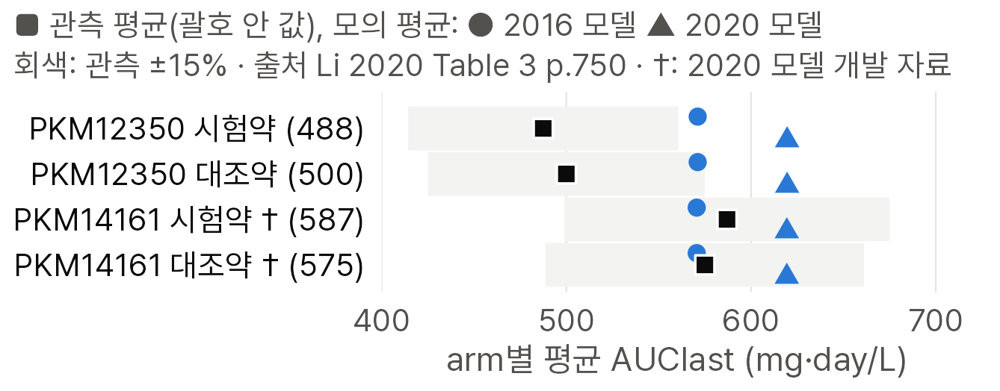 ■ 관측 평균(괄호 안 값), 모의 평균: ● 2016 모델 ▲ 2020 모델
회색: 관측 ±15% · 출처 Li 2020 Table 3 p.750 · †: 2020 모델 개발 자료
PKM12350 시험약 (488)
PKM12350 대조약 (500)
PKM14161 시험약 † (587)
PKM14161 대조약 † (575)
400 500 600 700
arm별 평균 AUClast (mg·day/L)